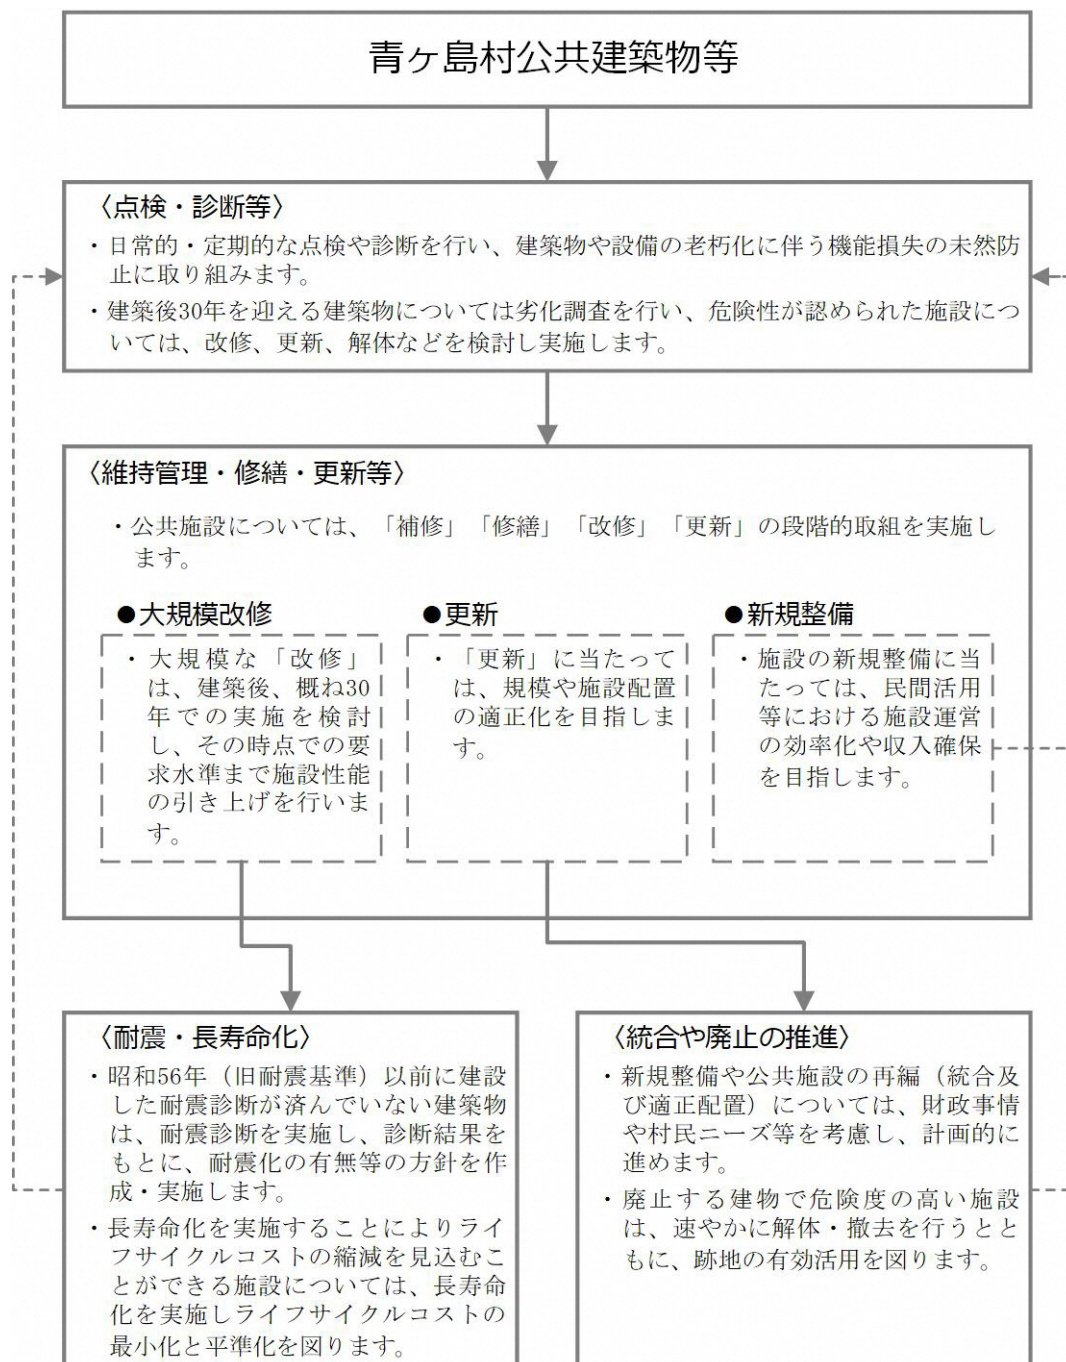 青ヶ島村公共建築物等
〈点検・診断等〉
・日常的・定期的な点検や診断を行い、建築物や設備の老朽化に伴う機能損失の未然防
止に取り組みます。
・建築後30年を迎える建築物については劣化調査を行い、危険性が認められた施設につ
いては、改修、更新、解体などを検討し実施します。
〈維持管理・修繕・更新等〉
・公共施設については、「補修」「修繕」「改修」「更新」の段階的取組を実施し
ます。
●大規模改修
・大規模な「改修」
は、建築後、概ね30
年での実施を検討
し、その時点での要
求水準まで施設性能
の引き上げを行いま
す。
●更新
・「更新」に当たって
は、規模や施設配置
の適正化を目指しま
す。
●新規整備
・施設の新規整備に当
たっては、民間活用
等における施設運営
の効率化や収入確保
を目指します。
〈耐震・長寿命化〉
・昭和56年（旧耐震基準）以前に建設
した耐震診断が済んでいない建築物
は、耐震診断を実施し、診断結果を
もとに、耐震化の有無等の方針を作
成・実施します。
・長寿命化を実施することによりライ
フサイクルコストの縮減を見込むこ
とができる施設については、長寿命
化を実施しライフサイクルコストの
最小化と平準化を図ります。
〈統合や廃止の推進〉
・新規整備や公共施設の再編（統合及
び適正配置）については、財政事情
や村民ニーズ等を考慮し、計画的に
進めます。
・廃止する建物で危険度の高い施設
は、速やかに解体・撤去を行うとと
もに、跡地の有効活用を図ります。